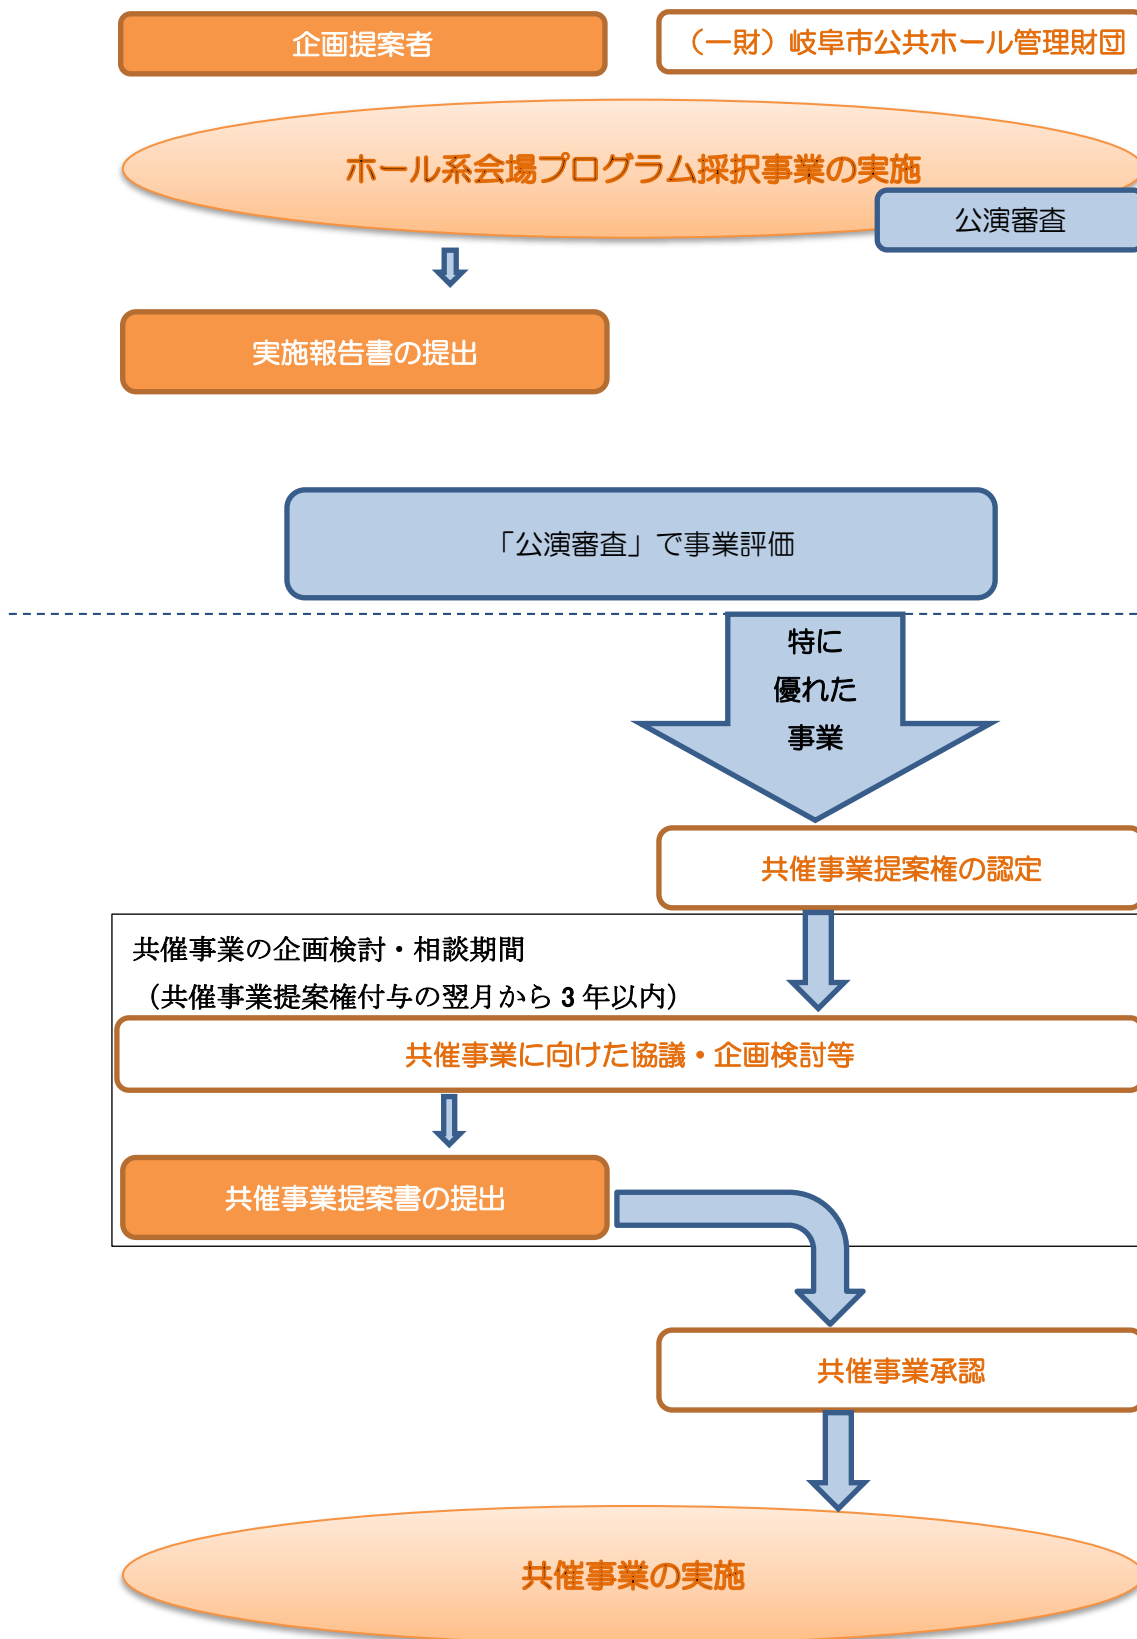 企画提案者
（一財）岐阜市公共ホール管理財団
ホール系会場プログラム採択事業の実施
公演審査
実施報告書の提出
「公演審査」で事業評価
特に
優れた
事業
共催事業提案権の認定
共催事業の企画検討・相談期間
（共催事業提案権付与の翌月から 3 年以内）
共催事業に向けた協議・企画検討等
共催事業提案書の提出
共催事業承認
共催事業の実施